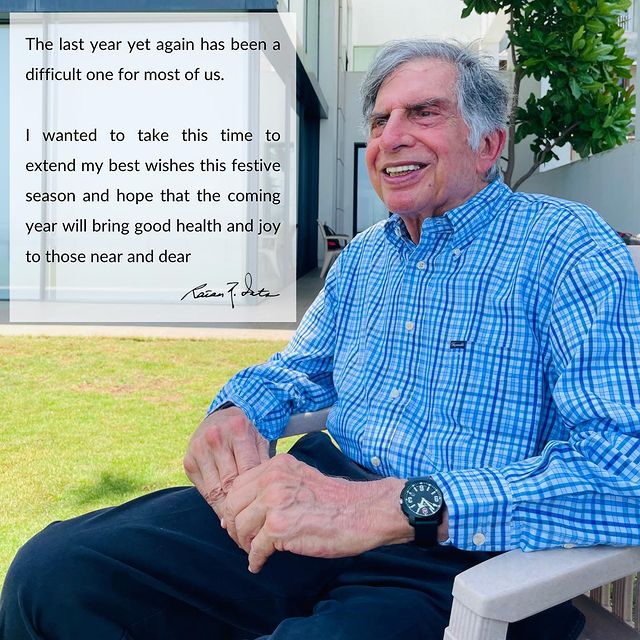 The last year yet again has been a
difficult one for most of us.
I wanted to take this time to
extend my best wishes this festive
season and hope that the coming
year will bring good health and joy
to those near and dear
Ratan N. Tata